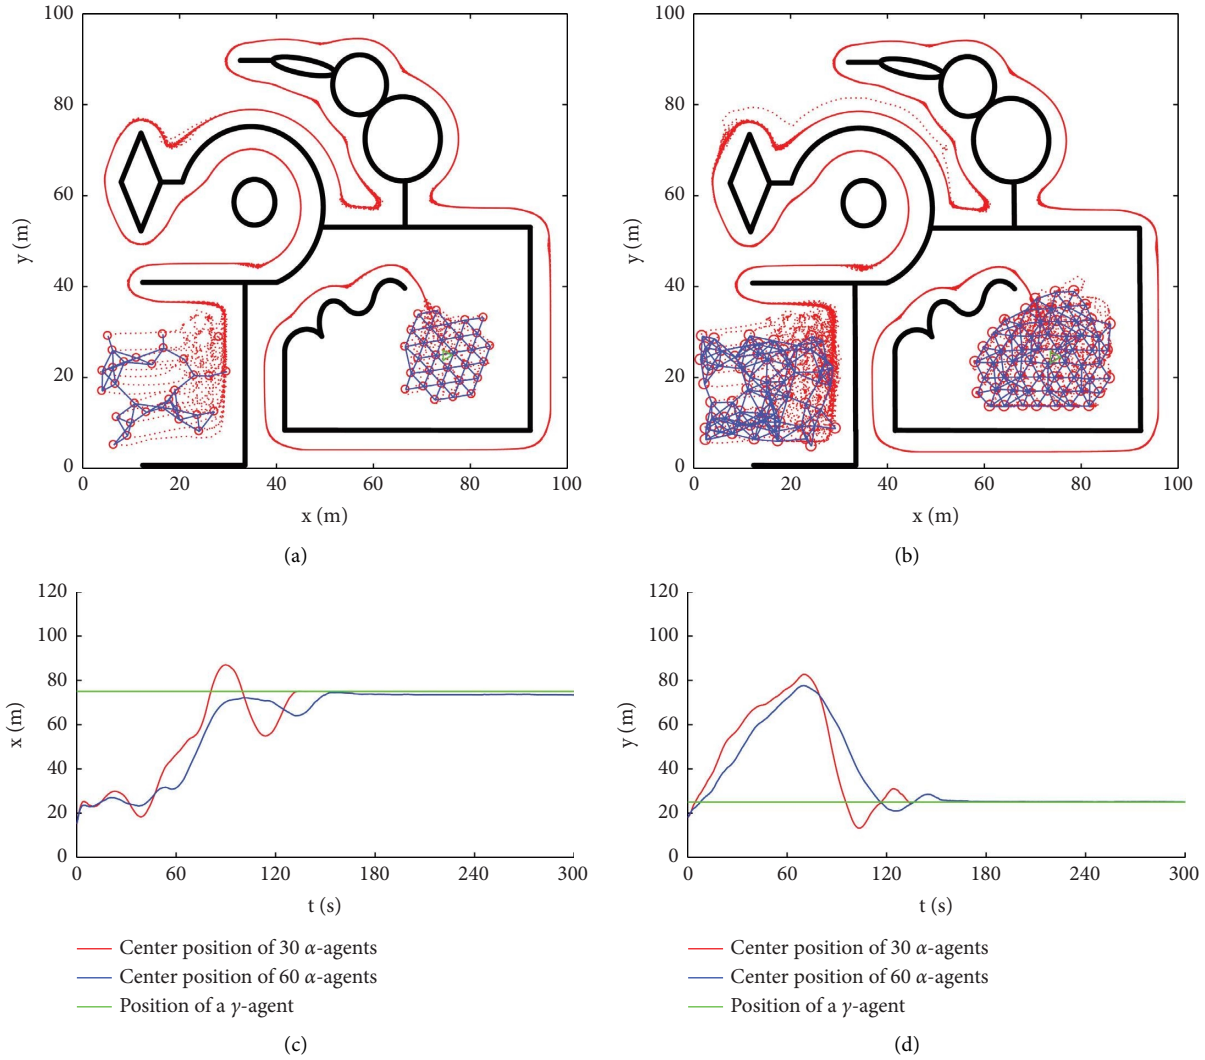 100
80
60
40
20
0
y (m)
0 20 40 60 80 100
x (m)
(a)
100
80
60
40
20
0
y (m)
0 20 40 60 80 100
x (m)
(b)
120
100
80
60
40
20
0
x (m)
0 60 120 180 240 300
t (s)
Center position of 30 α-agents
Center position of 60 α-agents
Position of a γ-agent
(c)
120
100
80
60
40
20
0
y (m)
0 60 120 180 240 300
t (s)
Center position of 30 α-agents
Center position of 60 α-agents
Position of a γ-agent
(d)